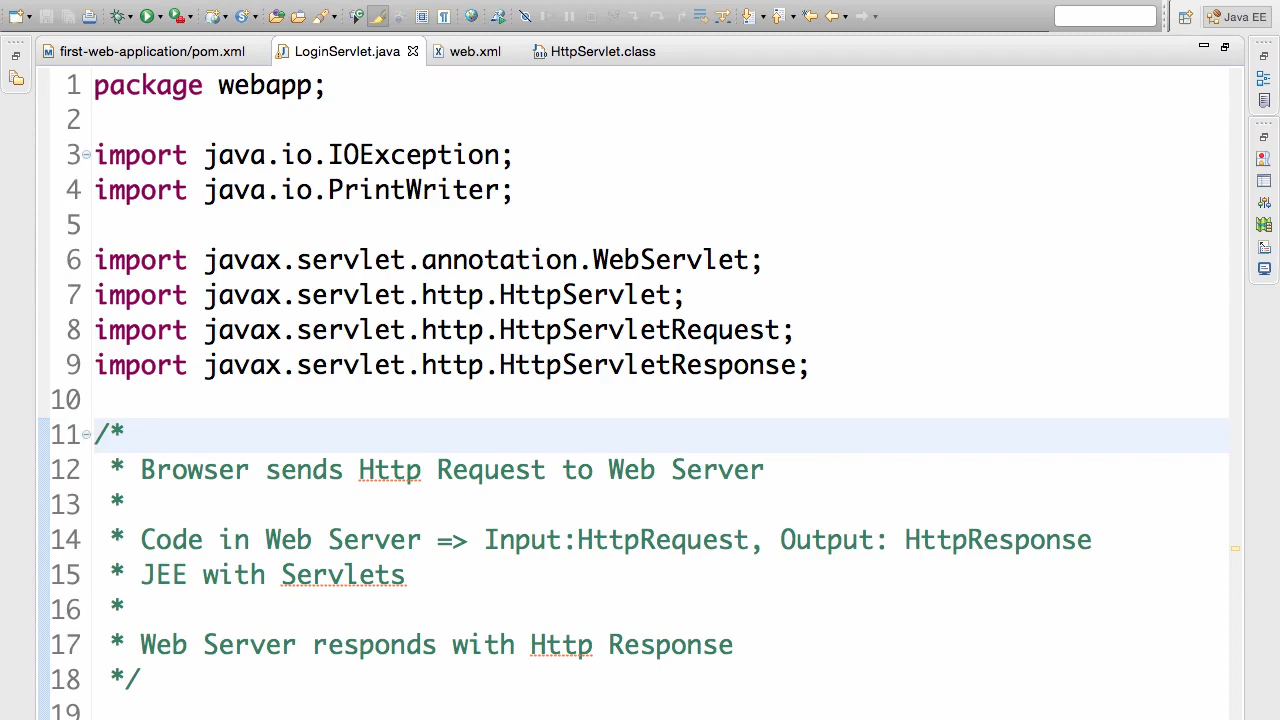 Java EE
first-web-application/pom.xml
LoginServlet.java
web.xml
HttpServlet.class
1 package webapp;
2
3 import java.io.IOException;
4 import java.io.PrintWriter;
5
6 import javax.servlet.annotation.WebServlet;
7 import javax.servlet.http.HttpServlet;
8 import javax.servlet.http.HttpServletRequest;
9 import javax.servlet.http.HttpServletResponse;
10
11 /*
12 * Browser sends Http Request to Web Server
13 *
14 * Code in Web Server => Input:HttpRequest, Output: HttpResponse
15 * JEE with Servlets
16 *
17 * Web Server responds with Http Response
18 */
19